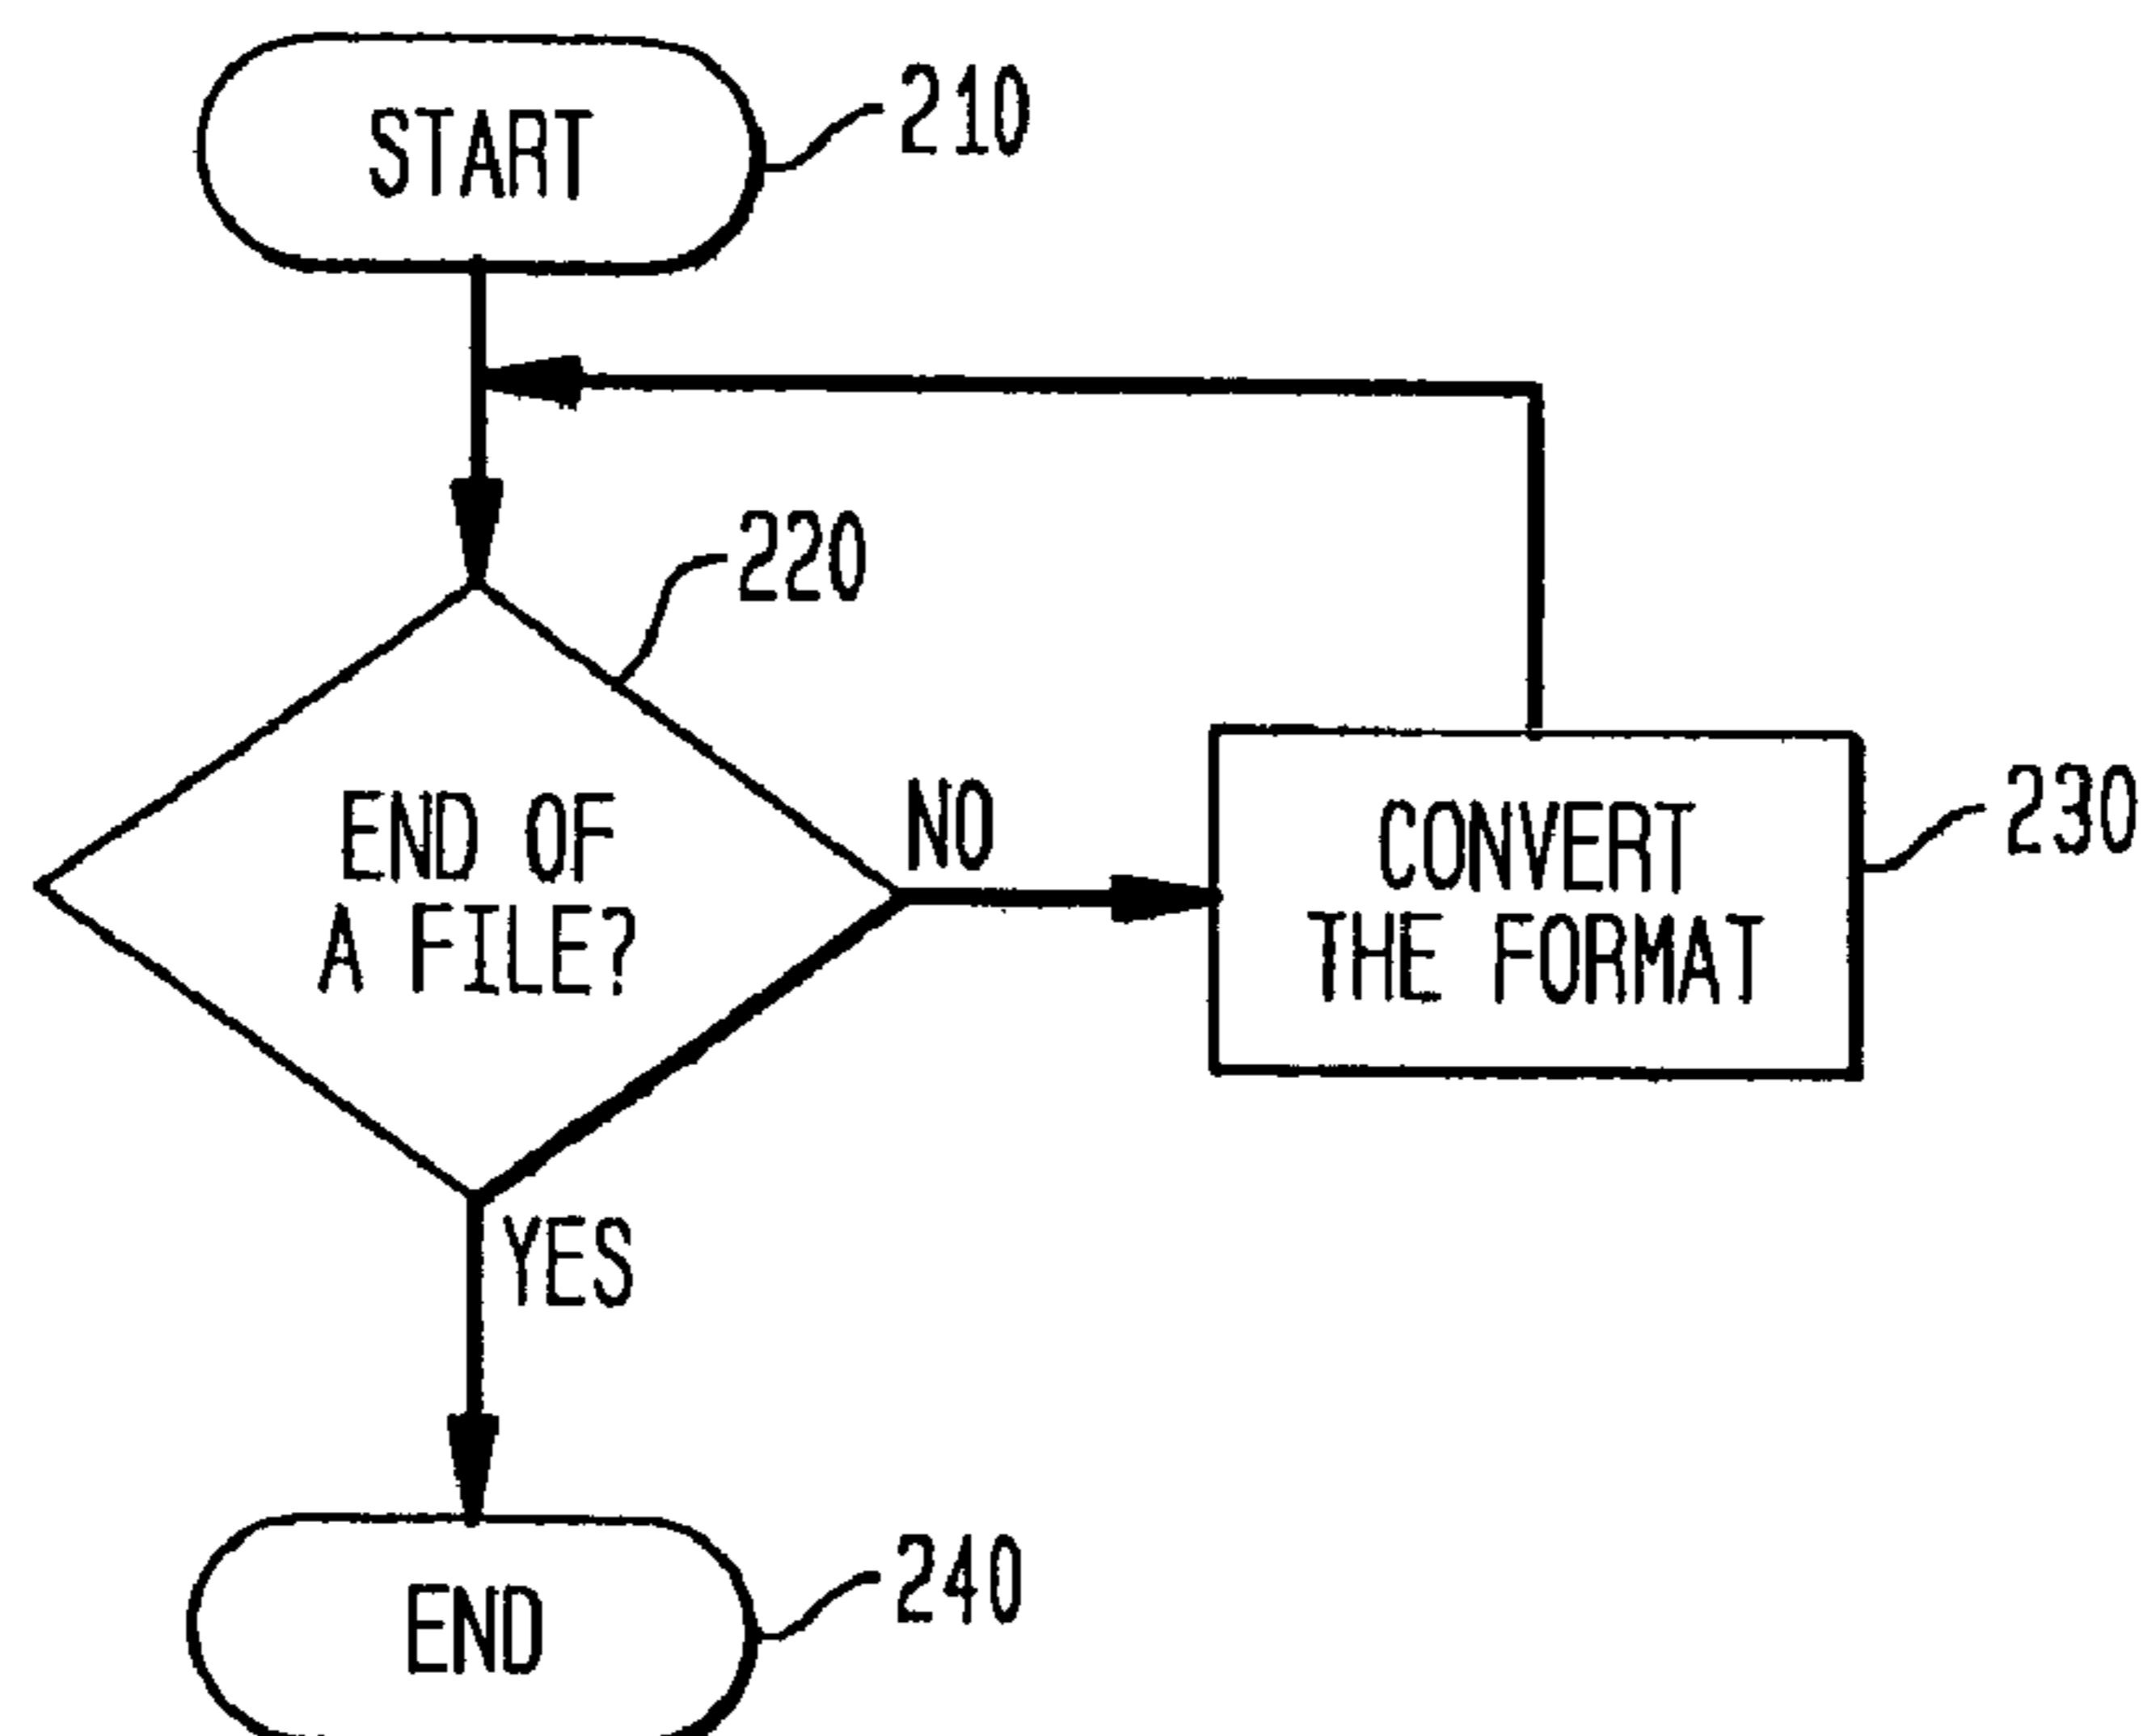 START
210
220
END OF
A FILE?
NO
CONVERT
THE FORMAT
230
YES
END
240